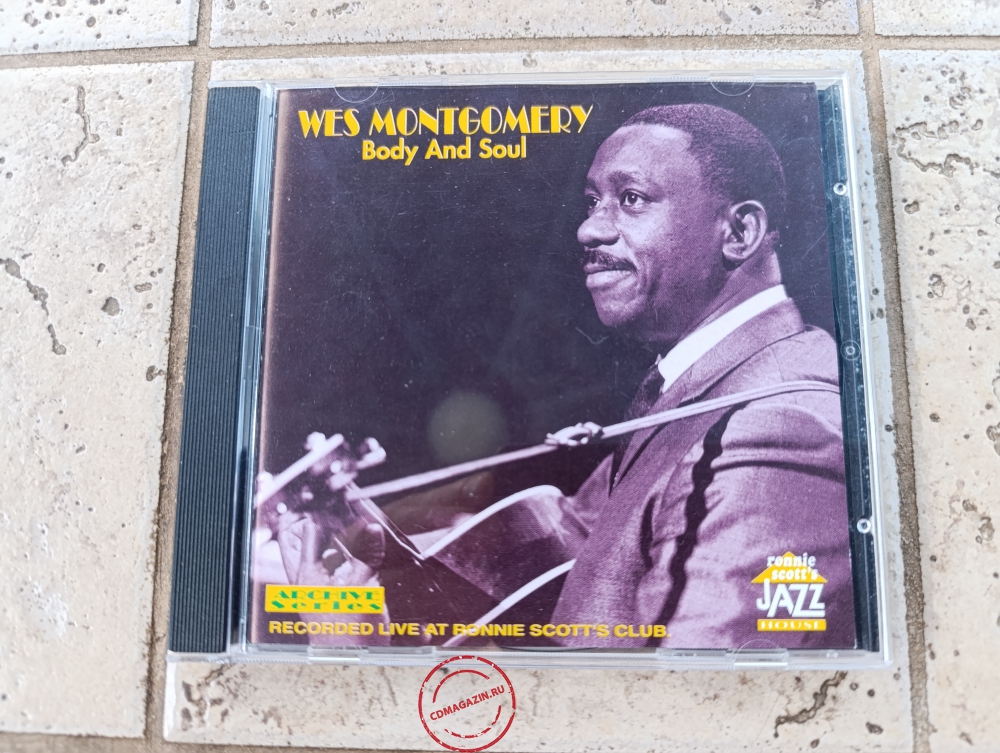 WES MONTGOMERY
Body And Soul
ronnie
scott's
JAZZ
HOUSE
ARCHIVE
Series
RECORDED LIVE AT RONNIE SCOTT'S CLUB.
CDMAGAZIN.RU